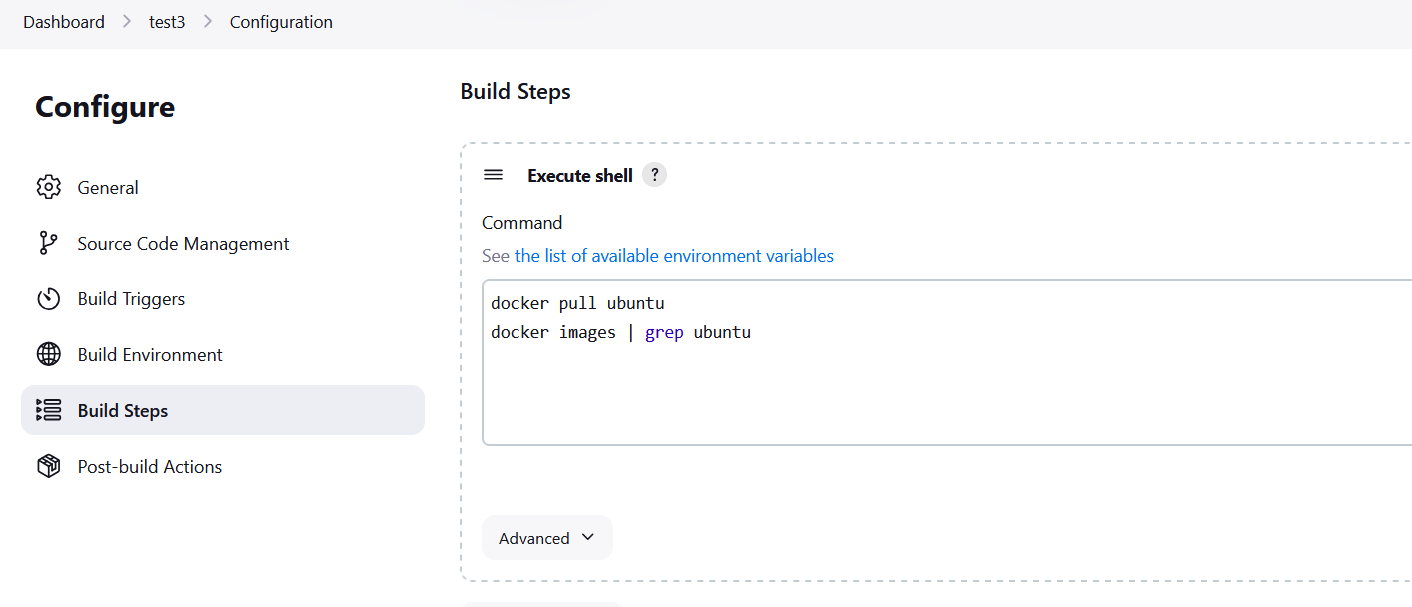 Dashboard > test3 > Configuration
Configure
General
Source Code Management
Build Triggers
Build Environment
Build Steps
Post-build Actions
Build Steps
Execute shell ?
Command
See the list of available environment variables
docker pull ubuntu
docker images | grep ubuntu
Advanced